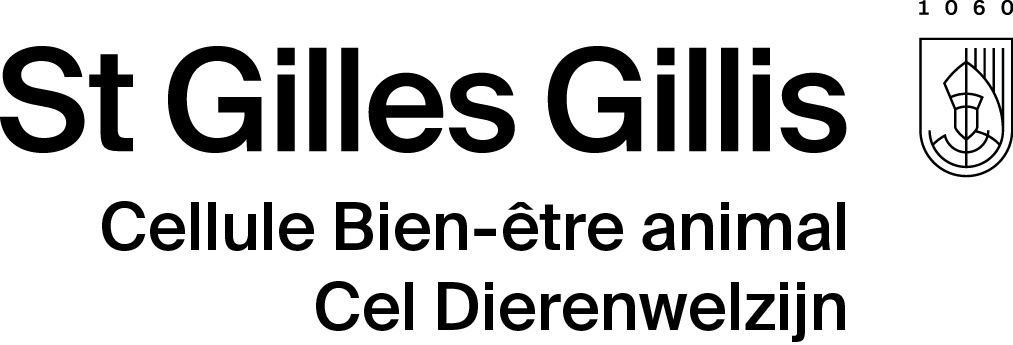 1060
St Gilles Gillis
Cellule Bien-être animal
Cel Dierenwelzijn